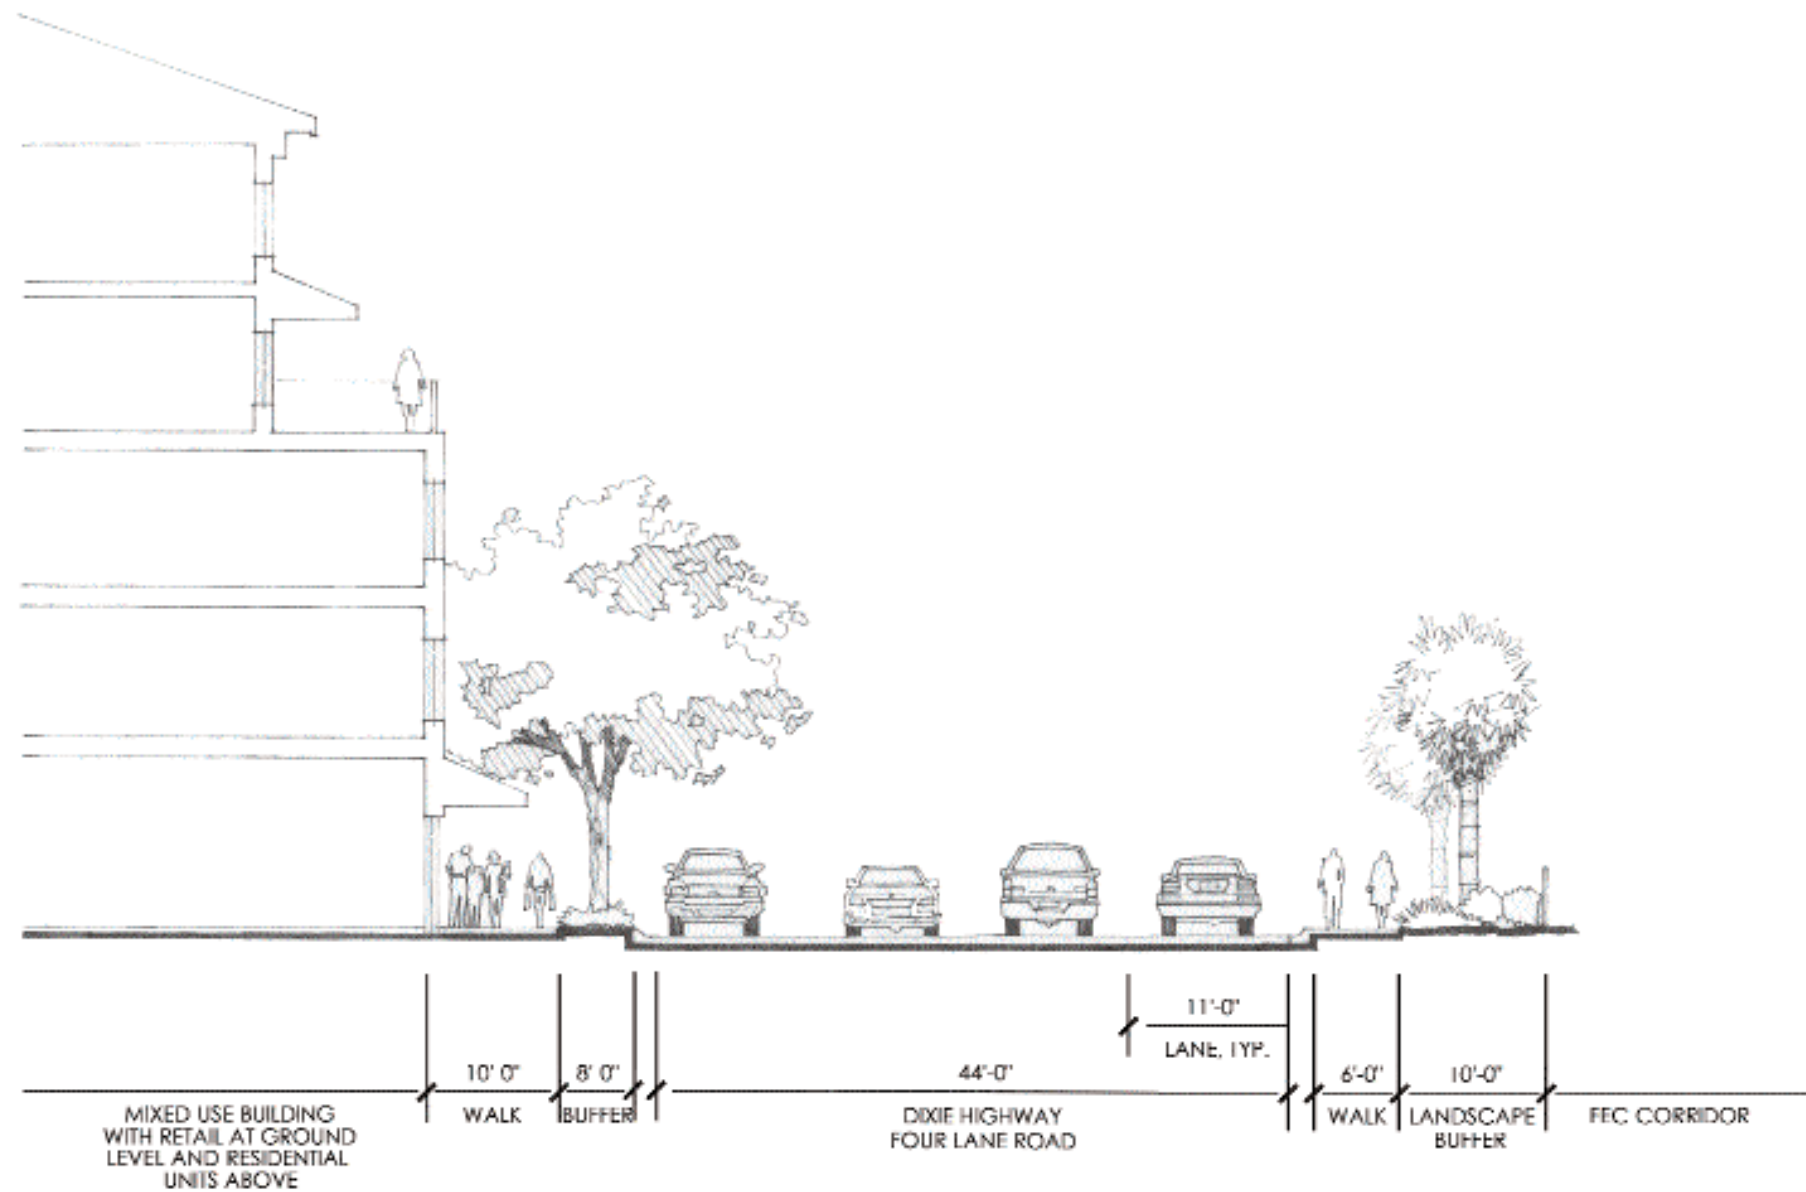 11'-0"
LANE, TYP.
10' 0"
8' 0"
44'-0"
6'-0"
10'-0"
MIXED USE BUILDING
WITH RETAIL AT GROUND
LEVEL AND RESIDENTIAL
UNITS ABOVE
WALK
BUFFER
DIXIE HIGHWAY
FOUR LANE ROAD
WALK
LANDSCAPE
BUFFER
FEC CORRIDOR